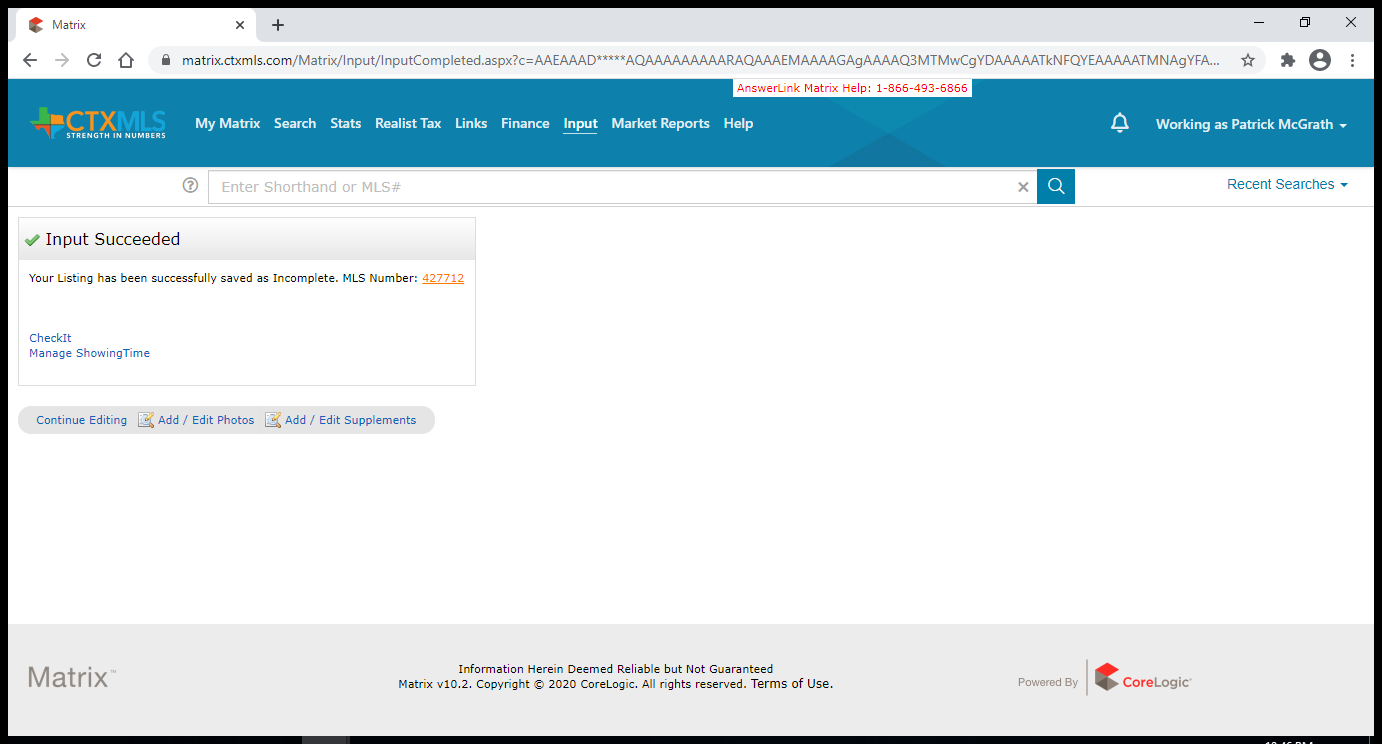 Matrix
matrix.ctxmls.com/Matrix/Input/InputCompleted.aspx?c=AAEAAAD*****AQAAAAAAAAARAQAAAEMAAAAGAgAAAAQ3MTMwCgYDAAAAATkNFQYEAAAAATMNAgYFA...
AnswerLink Matrix Help: 1-866-493-6866
CTXMLS
STRENGTH IN NUMBERS
My Matrix Search Stats Realist Tax Links Finance Input Market Reports Help
Working as Patrick McGrath
Enter Shorthand or MLS#
Recent Searches
Input Succeeded
Your Listing has been successfully saved as Incomplete. MLS Number: 427712
CheckIt
Manage ShowingTime
Continue Editing Add / Edit Photos Add / Edit Supplements
Matrix™
Information Herein Deemed Reliable but Not Guaranteed
Matrix v10.2. Copyright © 2020 CoreLogic. All rights reserved. Terms of Use.
Powered By
CoreLogic